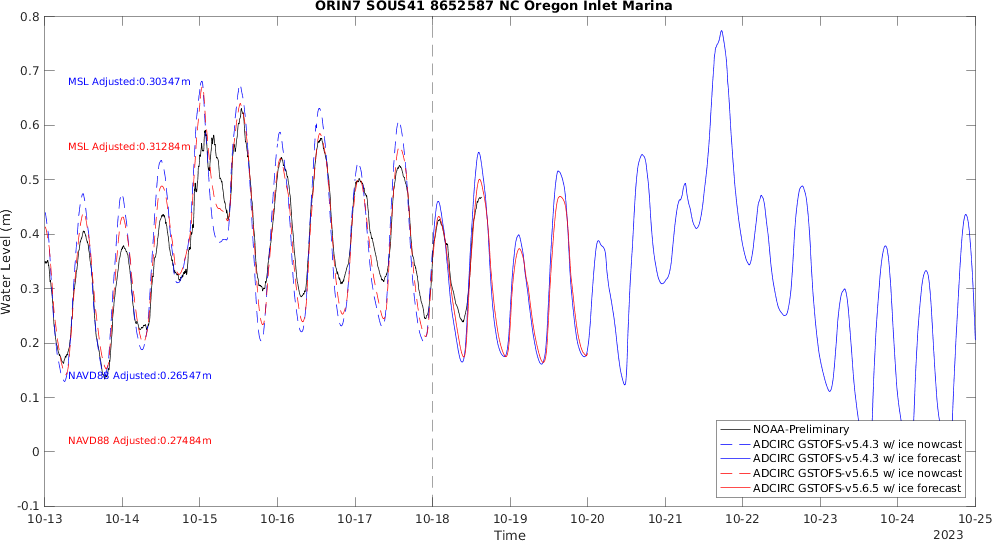 ORIN7 SOUS41 8652587 NC Oregon Inlet Marina
0.8
0.7
0.6
0.5
0.4
0.3
0.2
0.1
0
-0.1
Water Level (m)
MSL Adjusted:0.30347m
MSL Adjusted:0.31284m
NAVD88 Adjusted:0.26547m
NAVD88 Adjusted:0.27484m
NOAA-Preliminary
ADCIRC GSTOFS-v5.4.3 w/ ice nowcast
ADCIRC GSTOFS-v5.4.3 w/ ice forecast
ADCIRC GSTOFS-v5.6.5 w/ ice nowcast
ADCIRC GSTOFS-v5.6.5 w/ ice forecast
10-13 10-14 10-15 10-16 10-17 10-18 10-19 10-20 10-21 10-22 10-23 10-24 10-25
Time
2023